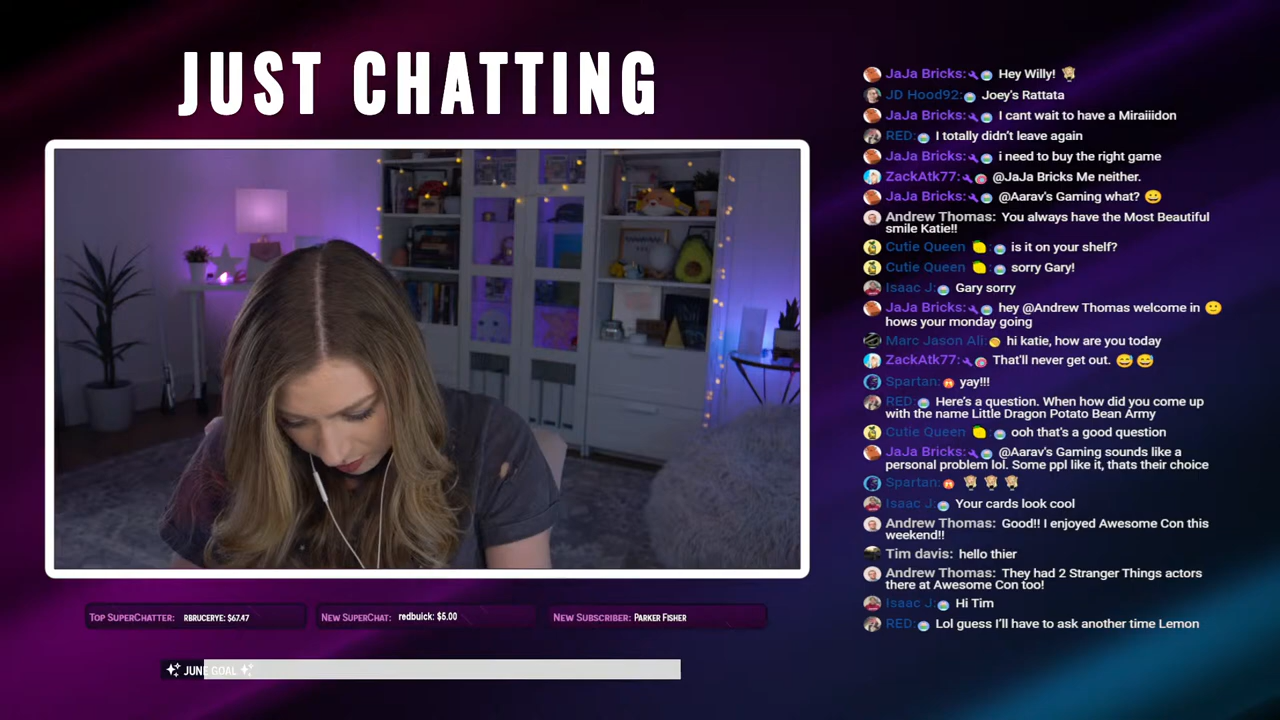 JUST CHATTING
JaJa Bricks: Hey Willy!
JD Hood92: Joey's Rattata
JaJa Bricks: I cant wait to have a Miraiiidon
RED: I totally didn't leave again
JaJa Bricks: i need to buy the right game
ZackAtk77: @JaJa Bricks Me neither.
JaJa Bricks: @Aarav's Gaming what? 😀
Andrew Thomas: You always have the Most Beautiful
smile Katie!!
Cutie Queen 🍋: is it on your shelf?
Cutie Queen 🍋: sorry Gary!
Isaac J: Gary sorry
JaJa Bricks: hey @Andrew Thomas welcome in 🙂
hows your monday going
Marc Jason Ali: hi katie, how are you today
ZackAtk77: That'll never get out. 😅 😅
Spartan: yay!!!
RED: Here's a question. When how did you come up
with the name Little Dragon Potato Bean Army
Cutie Queen 🍋: ooh that's a good question
JaJa Bricks: @Aarav's Gaming sounds like a
personal problem lol. Some ppl like it, thats their choice
Spartan:
Isaac J: Your cards look cool
Andrew Thomas: Good!! I enjoyed Awesome Con this
weekend!!
Tim davis: hello thier
Andrew Thomas: They had 2 Stranger Things actors
there at Awesome Con too!
Isaac J: Hi Tim
RED: Lol guess I'll have to ask another time Lemon
TOP SUPERCHATTER: RBRUCERYE: $67.47
NEW SUPERCHAT: redbuick: $5.00
NEW SUBSCRIBER: PARKER FISHER
JUNE GOAL